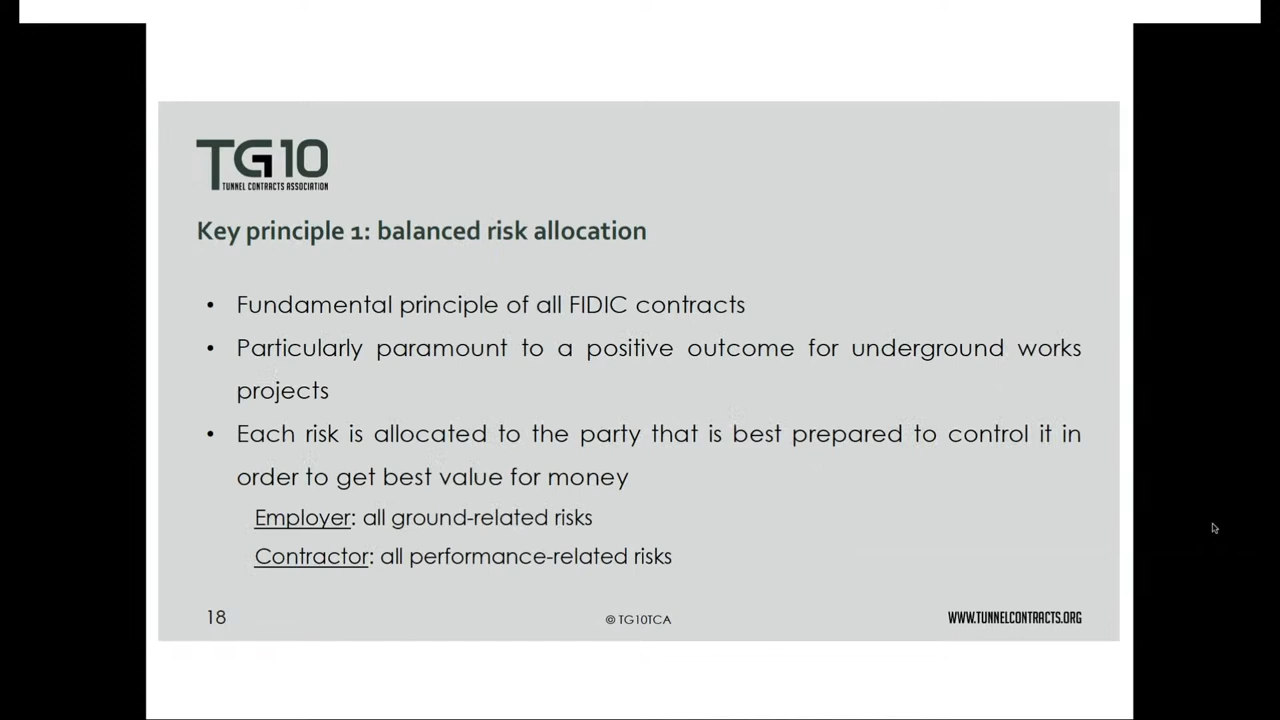 TG10
TUNNEL CONTRACTS ASSOCIATION
Key principle 1: balanced risk allocation
• Fundamental principle of all FIDIC contracts
• Particularly paramount to a positive outcome for underground works
projects
• Each risk is allocated to the party that is best prepared to control it in
order to get best value for money
Employer: all ground-related risks
Contractor: all performance-related risks
18
© TG10TCA
WWW.TUNNELCONTRACTS.ORG